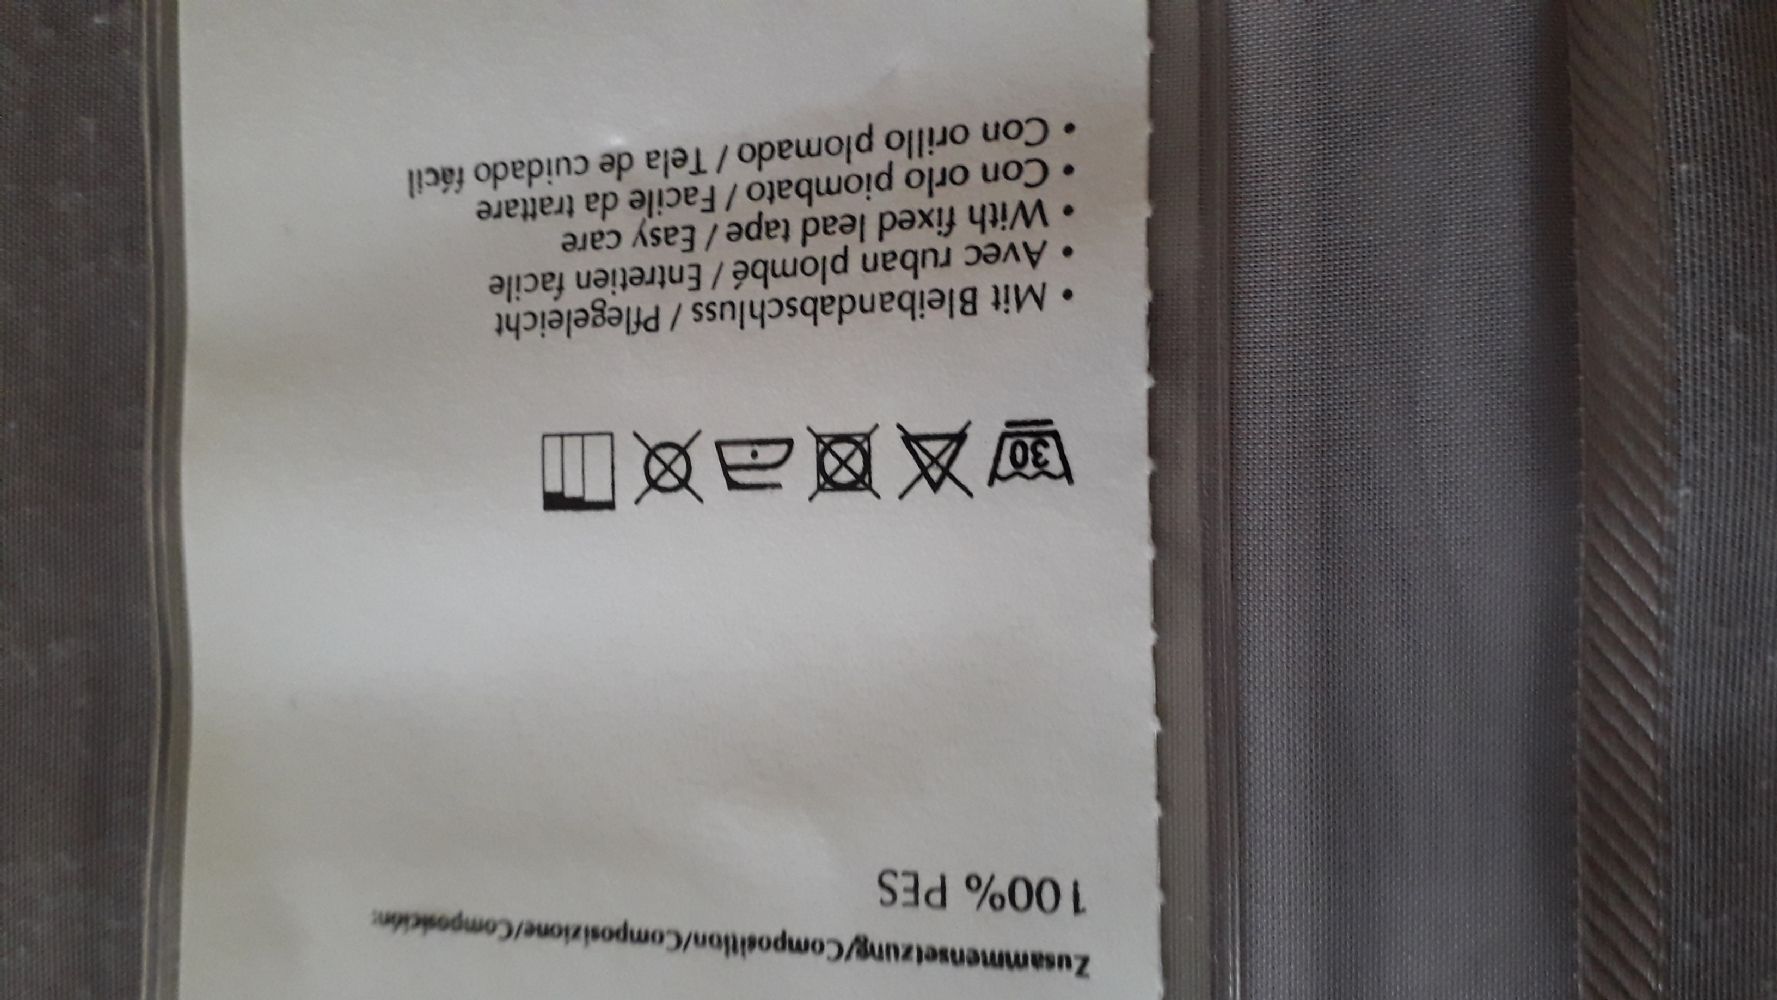 Zusammensetzung/Composition/Composizione/Composición:
100% PES
30
• Mit Bleibandabschluss / Pflegeleicht
• Avec ruban plombé / Entretien facile
• With fixed lead tape / Easy care
• Con orlo piombato / Facile da trattare
• Con orillo plomado / Tela de cuidado fácil